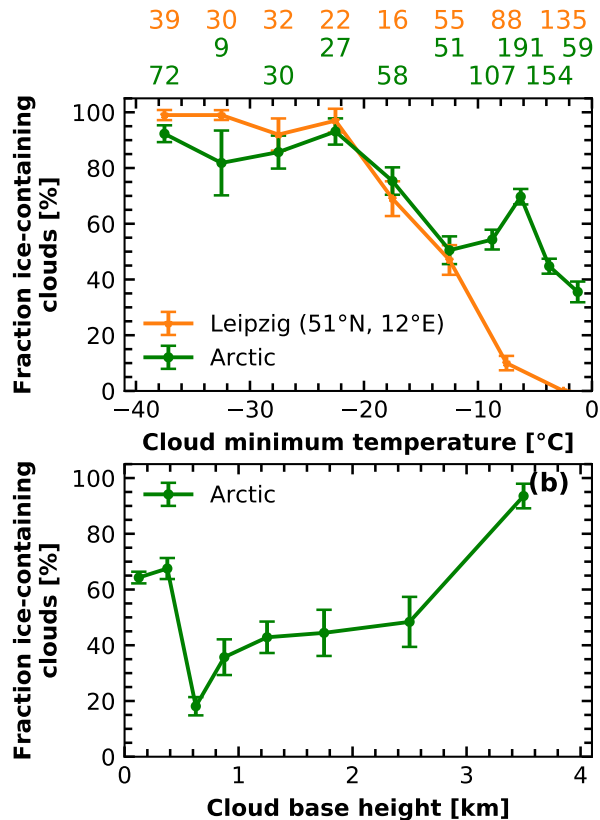 39 30 32 22 16 55 88 135
9 27 51 191 59
72 30 58 107 154
100
80
60
40
20
0
Fraction ice-containing
clouds [%]
Leipzig (51°N, 12°E)
Arctic
−40 −30 −20 −10 0
Cloud minimum temperature [°C]
(b)
Arctic
100
80
60
40
20
0
Fraction ice-containing
clouds [%]
0 1 2 3 4
Cloud base height [km]